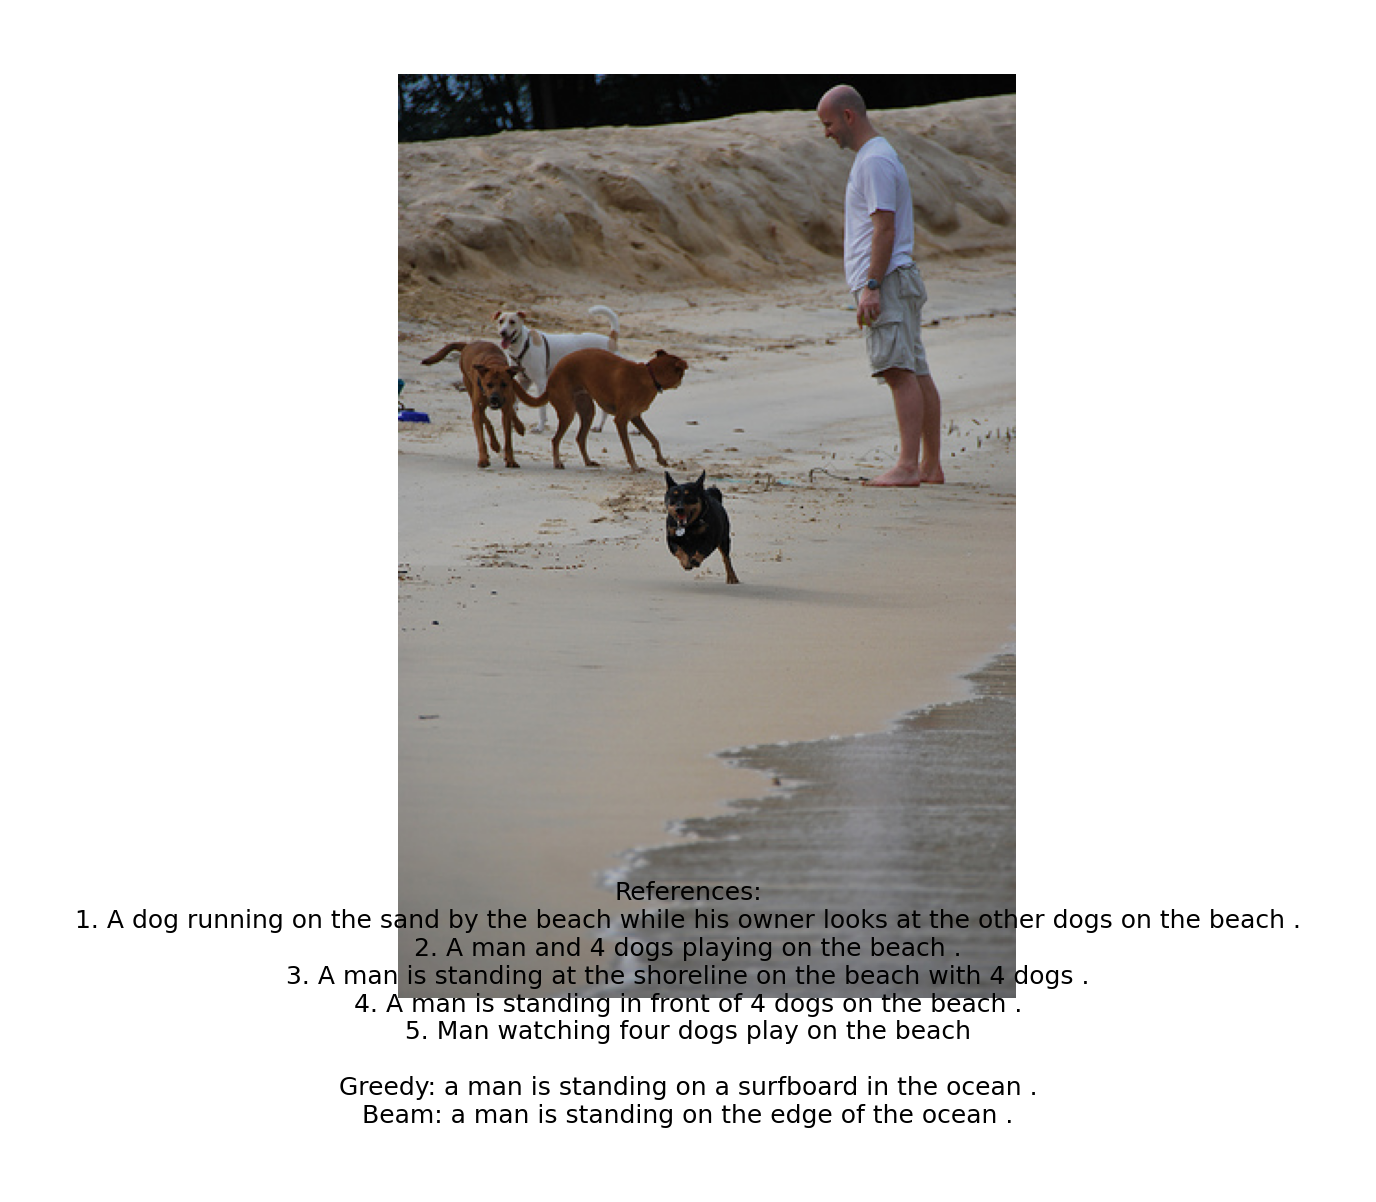 References:
1. A dog running on the sand by the beach while his owner looks at the other dogs on the beach .
2. A man and 4 dogs playing on the beach .
3. A man is standing at the shoreline on the beach with 4 dogs .
4. A man is standing in front of 4 dogs on the beach .
5. Man watching four dogs play on the beach
Greedy: a man is standing on a surfboard in the ocean .
Beam: a man is standing on the edge of the ocean .